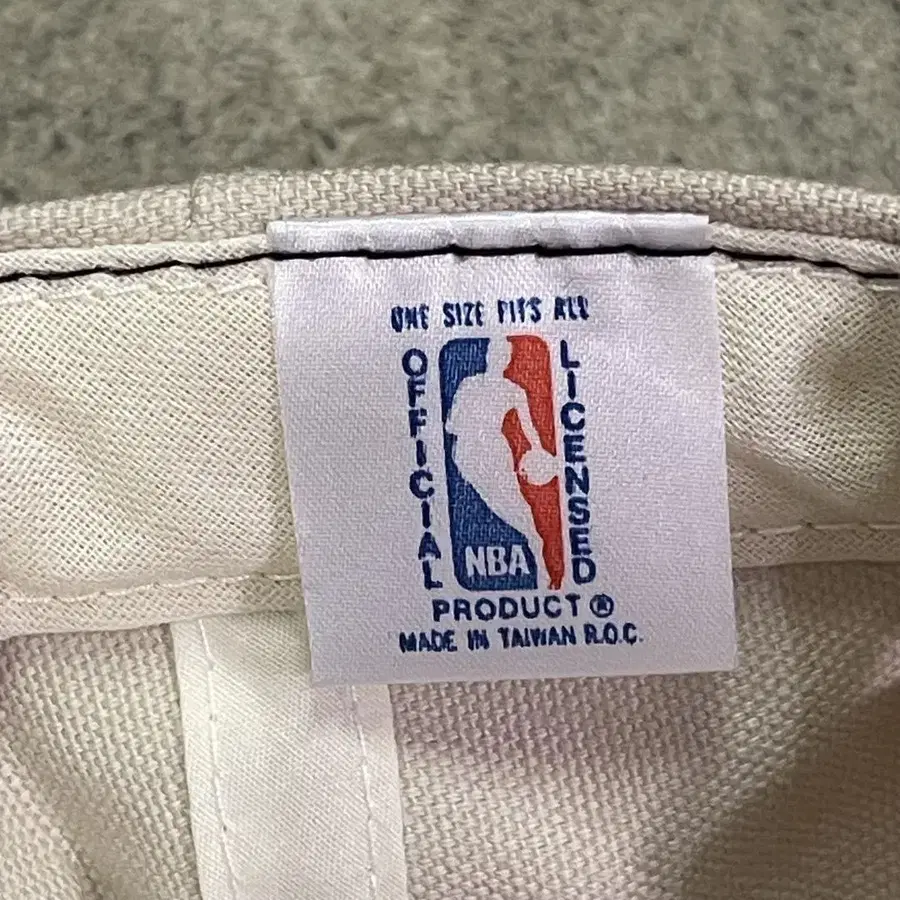 ONE SIZE FITS ALL
OFFICIAL
LICENSED
NBA
PRODUCT ®
MADE IN TAIWAN R.O.C.